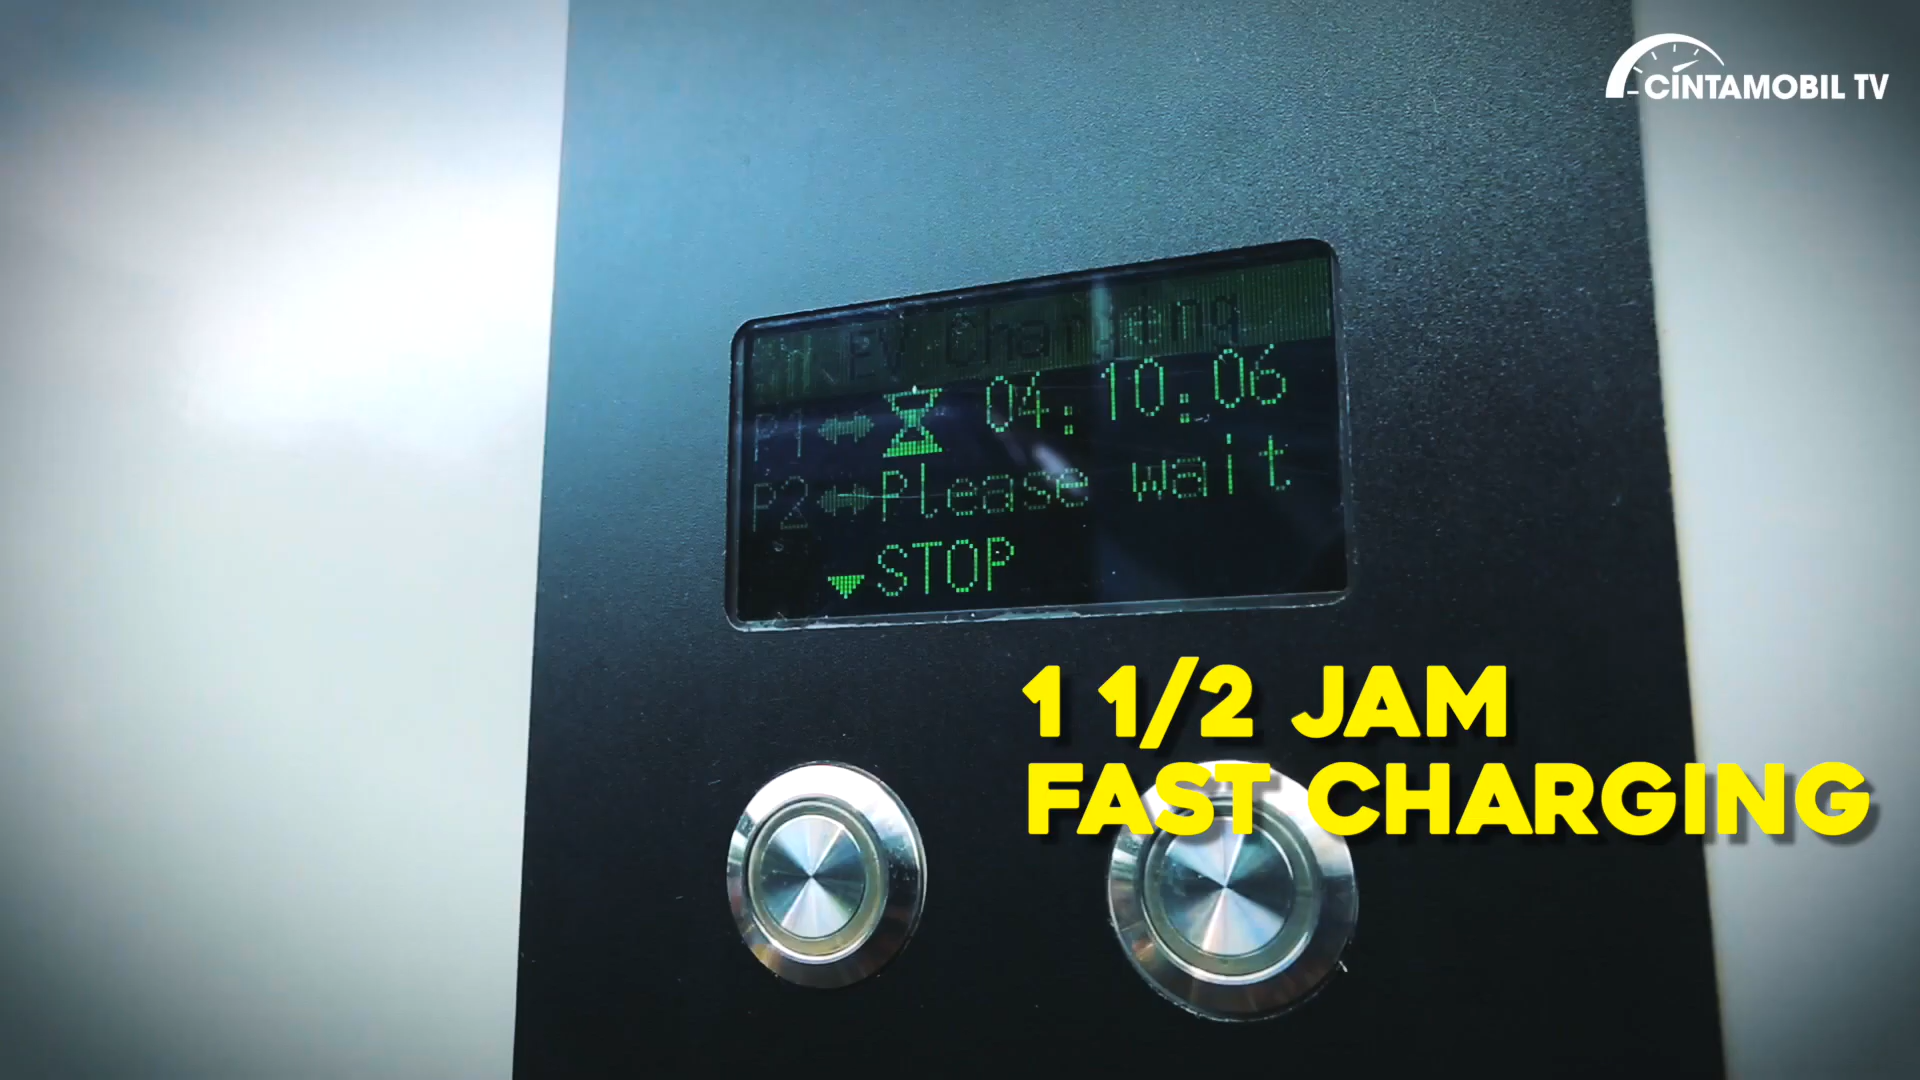 CINTAMOBIL TV
EV Charging
P1 04:10:06
P2 Please wait
STOP
1 1/2 JAM
FAST CHARGING